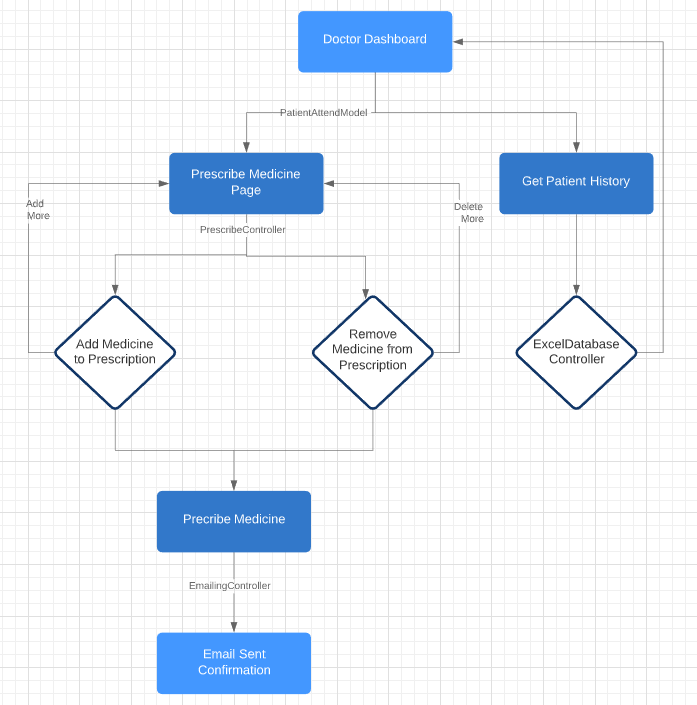 Doctor Dashboard
PatientAttendModel
Prescribe Medicine
Page
Get Patient History
Add
More
Delete
More
PrescribeController
Add Medicine
to Prescription
Remove
Medicine from
Prescription
ExcelDatabase
Controller
Precribe Medicine
EmailingController
Email Sent
Confirmation